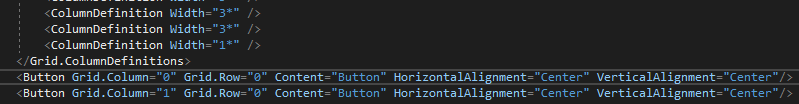 <ColumnDefinition Width="3*" />
<ColumnDefinition Width="3*" />
<ColumnDefinition Width="1*" />
</Grid.ColumnDefinitions>
<Button Grid.Column="0" Grid.Row="0" Content="Button" HorizontalAlignment="Center" VerticalAlignment="Center"/>
<Button Grid.Column="1" Grid.Row="0" Content="Button" HorizontalAlignment="Center" VerticalAlignment="Center"/>